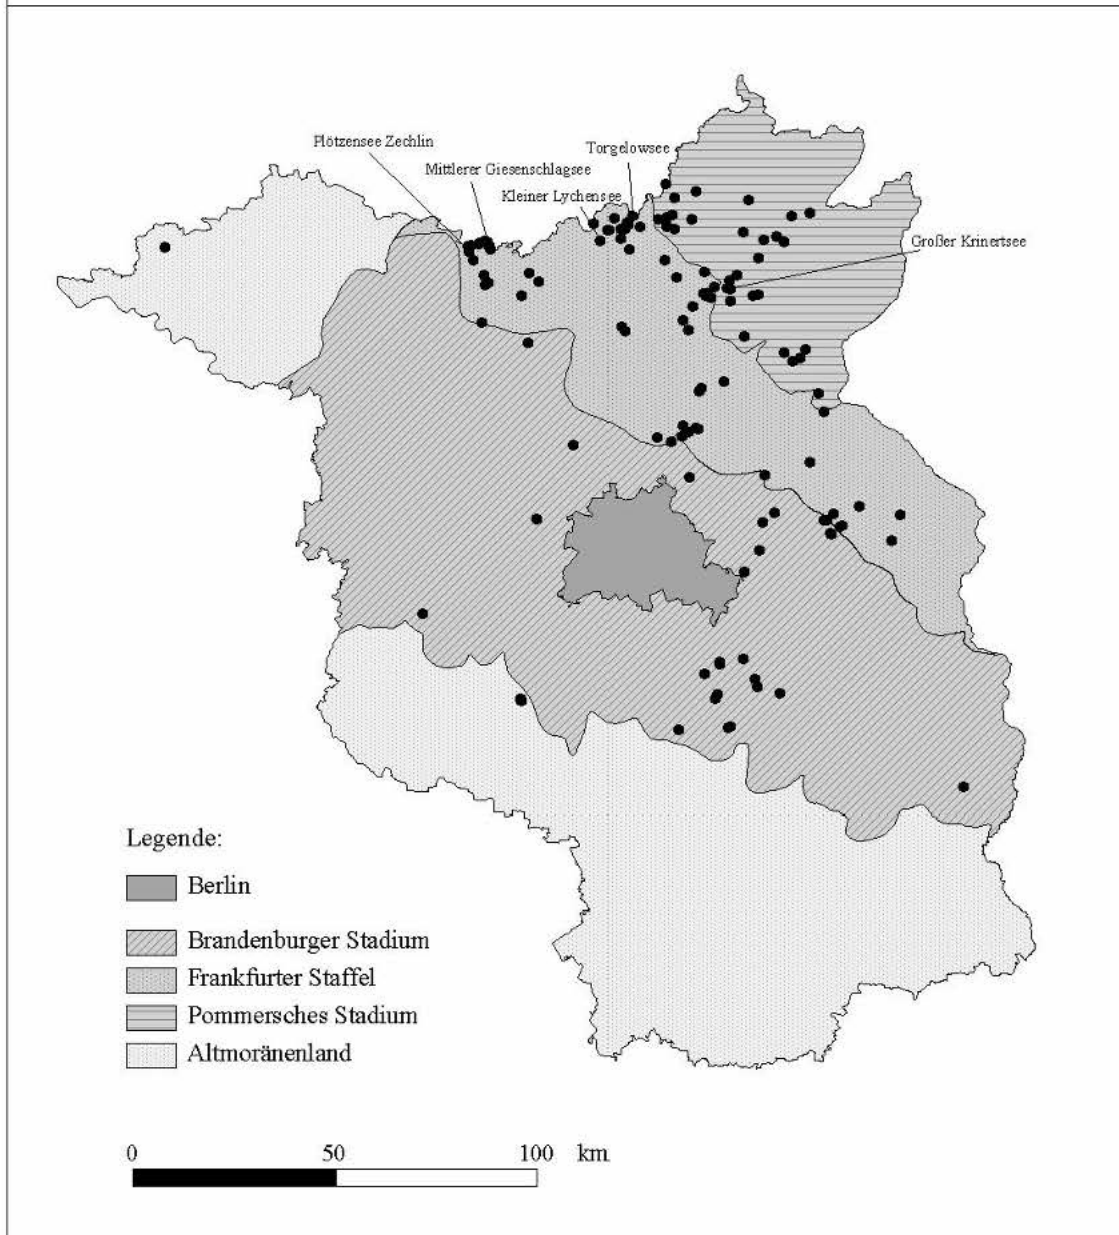 Flötzensee Zechlin
Mittlerer Giesenschlagsee
Torgelowsee
Kleiner Lychensee
Großer Krinertsee
Legende:
Berlin
Brandenburger Stadium
Frankfurter Staffel
Pommersches Stadium
Altmoränenland
0 50 100 km